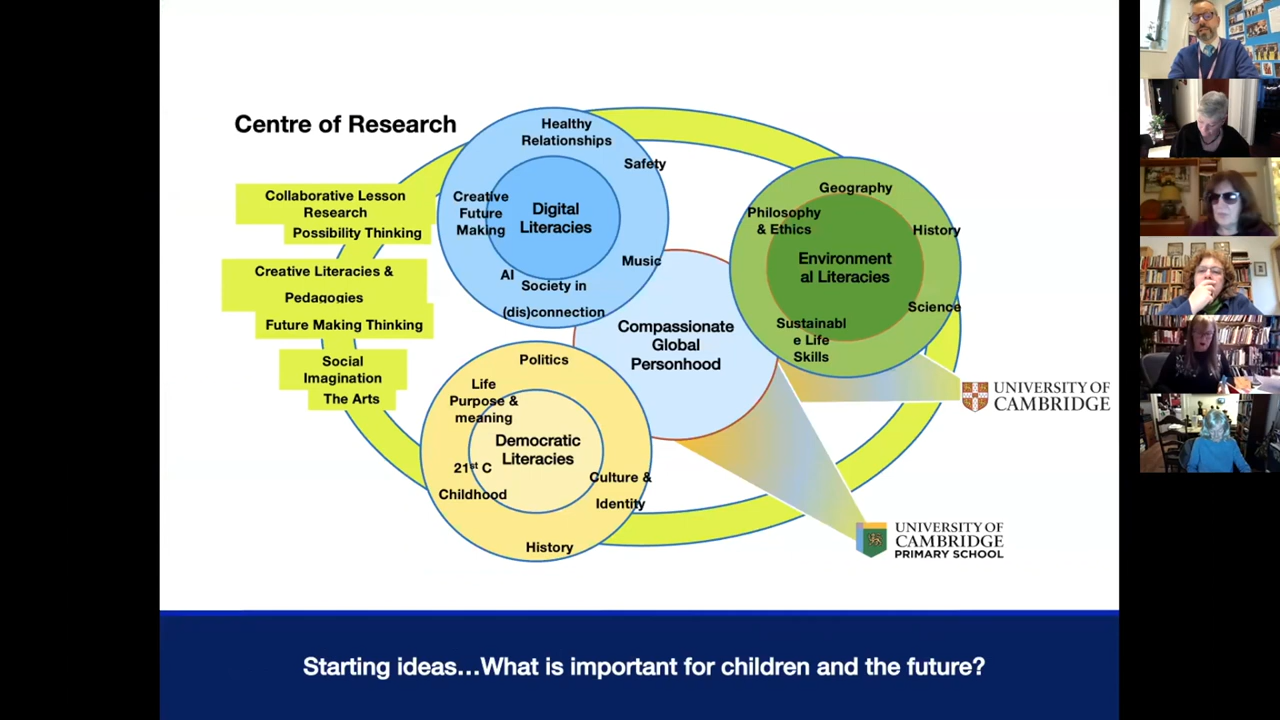 Centre of Research
Collaborative Lesson
Research
Possibility Thinking
Creative Literacies &
Pedagogies
Future Making Thinking
Social
Imagination
The Arts
Healthy
Relationships
Safety
Creative
Future
Making
Digital
Literacies
Music
AI
Society in
(dis)connection
Geography
Philosophy
& Ethics
History
Environment
al Literacies
Science
Sustainabl
e Life
Skills
Compassionate
Global
Personhood
Politics
Life
Purpose &
meaning
Democratic
Literacies
21st C
Childhood
Culture &
Identity
History
UNIVERSITY OF
CAMBRIDGE
UNIVERSITY OF
CAMBRIDGE
PRIMARY SCHOOL
Starting ideas...What is important for children and the future?